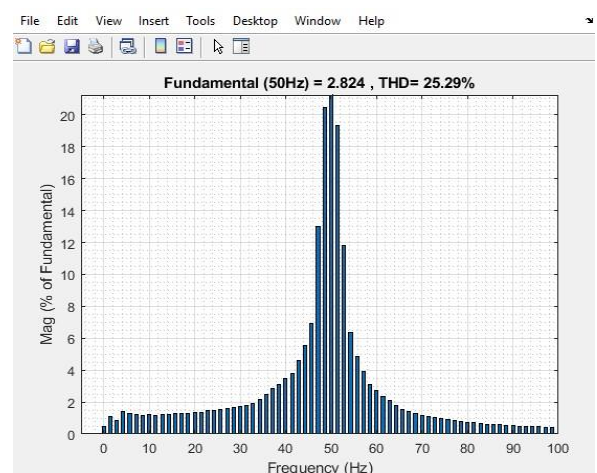 File Edit View Insert Tools Desktop Window Help
Fundamental (50Hz) = 2.824 , THD= 25.29%
20
18
16
14
12
10
8
6
4
2
0
Mag (% of Fundamental)
0 10 20 30 40 50 60 70 80 90 100
Frequency (Hz)